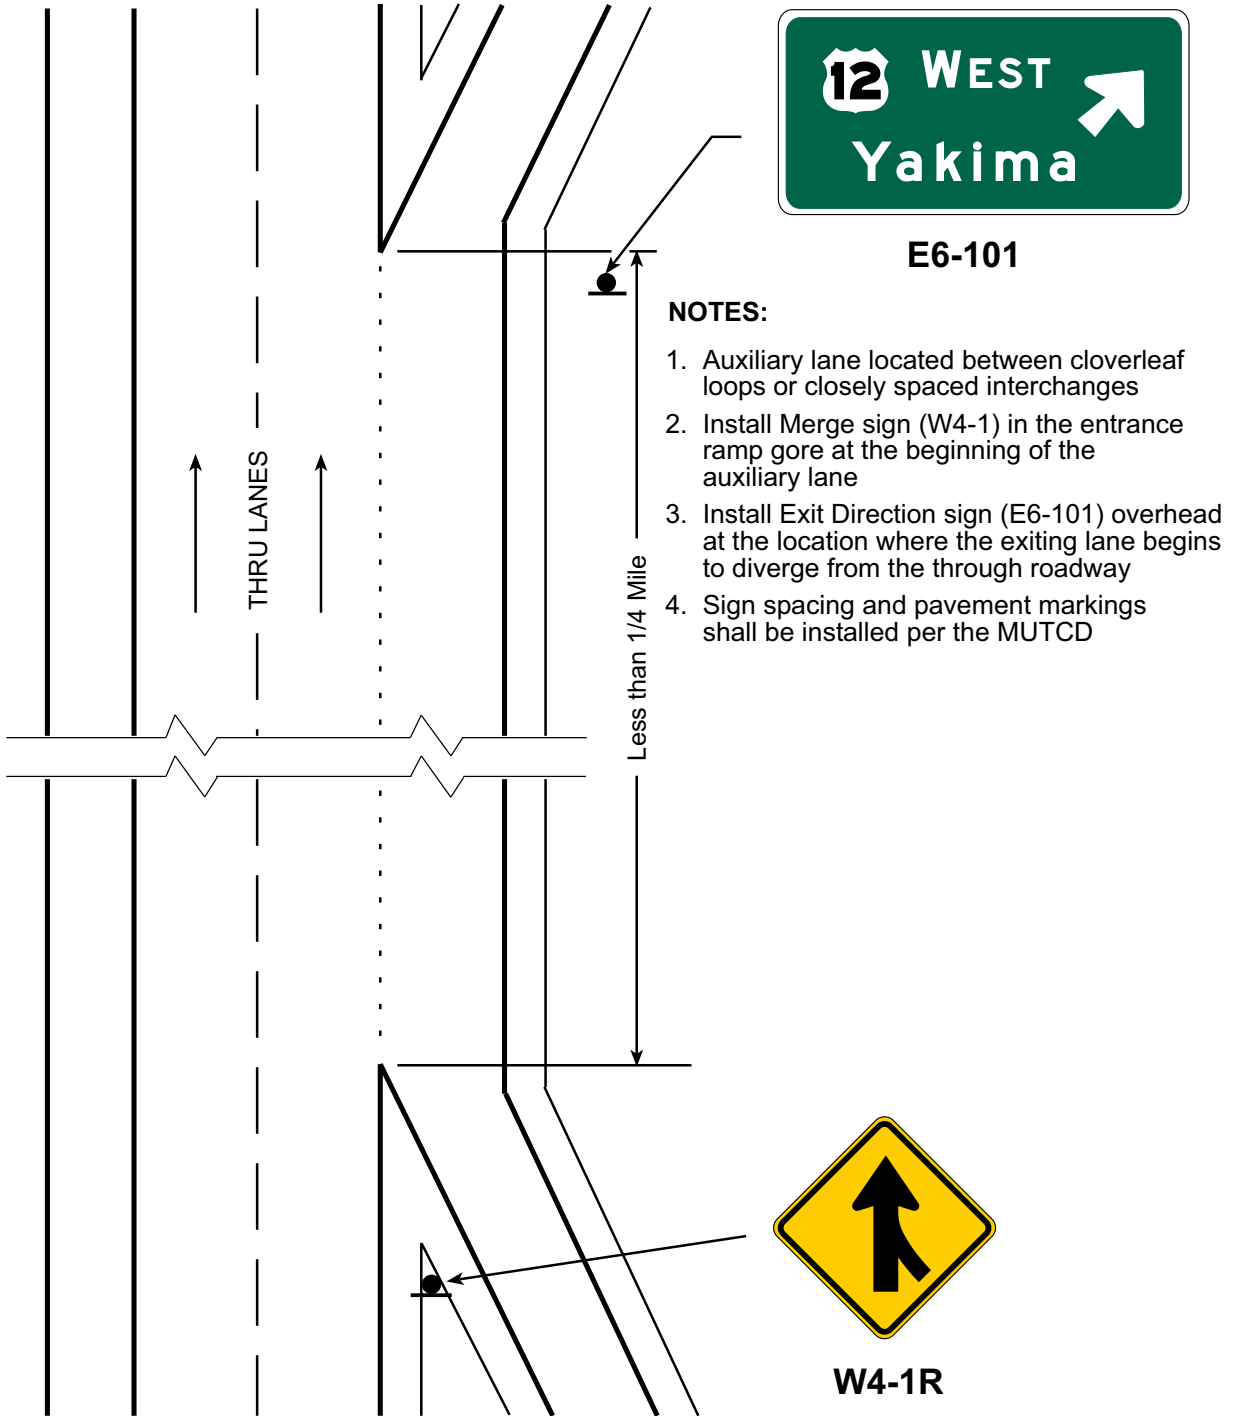 12 WEST
Yakima
E6-101
NOTES:
1. Auxiliary lane located between cloverleaf
loops or closely spaced interchanges
2. Install Merge sign (W4-1) in the entrance
ramp gore at the beginning of the
auxiliary lane
3. Install Exit Direction sign (E6-101) overhead
at the location where the exiting lane begins
to diverge from the through roadway
4. Sign spacing and pavement markings
shall be installed per the MUTCD
THRU LANES
Less than 1/4 Mile
W4-1R